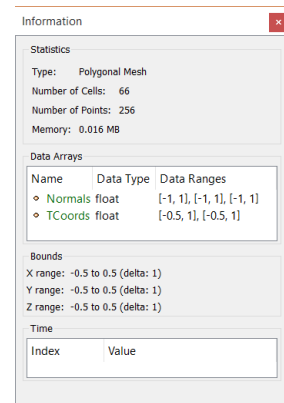 Information
Statistics
Type: Polygonal Mesh
Number of Cells: 66
Number of Points: 256
Memory: 0.016 MB
Data Arrays
Name Data Type Data Ranges
Normals float [-1, 1], [-1, 1], [-1, 1]
TCoords float [-0.5, 1], [-0.5, 1]
Bounds
X range: -0.5 to 0.5 (delta: 1)
Y range: -0.5 to 0.5 (delta: 1)
Z range: -0.5 to 0.5 (delta: 1)
Time
Index Value